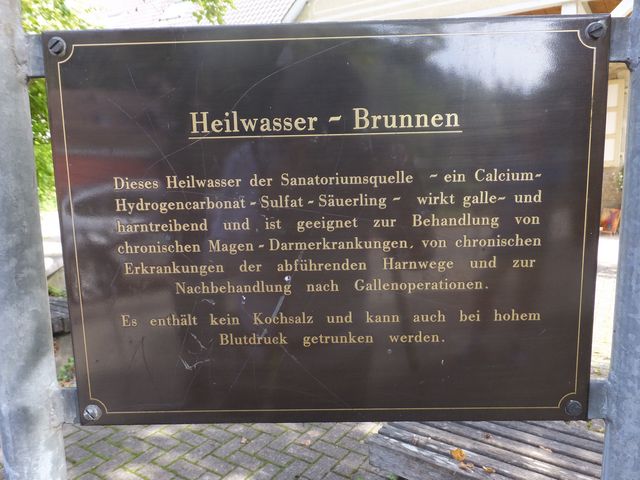 Heilwasser - Brunnen
Dieses Heilwasser der Sanatoriumsquelle - ein Calcium-
Hydrogencarbonat - Sulfat - Säuerling - wirkt galle- und
harntreibend und ist geeignet zur Behandlung von
chronischen Magen - Darmerkrankungen, von chronischen
Erkrankungen der abführenden Harnwege und zur
Nachbehandlung nach Gallenoperationen.
Es enthält kein Kochsalz und kann auch bei hohem
Blutdruck getrunken werden.